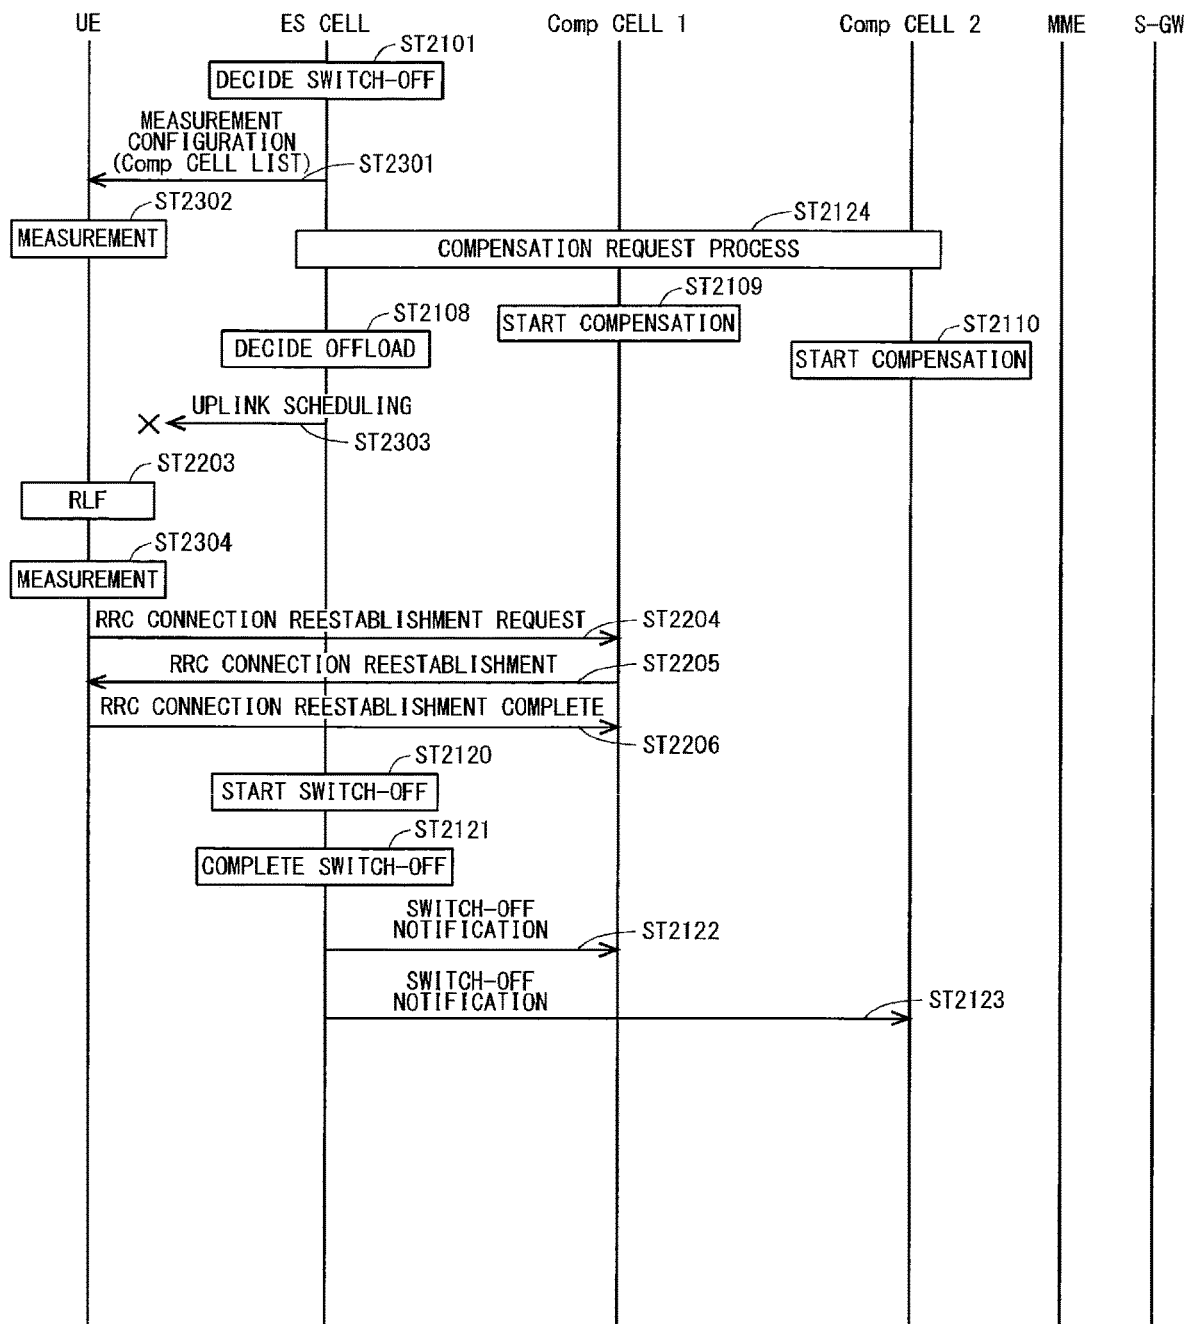 UE
ES CELL
Comp CELL 1
Comp CELL 2
MME
S-GW
ST2101
DECIDE SWITCH-OFF
MEASUREMENT
CONFIGURATION
(Comp CELL LIST)
ST2301
ST2302
MEASUREMENT
ST2124
COMPENSATION REQUEST PROCESS
ST2109
START COMPENSATION
ST2108
DECIDE OFFLOAD
ST2110
START COMPENSATION
UPLINK SCHEDULING
ST2303
ST2203
RLF
ST2304
MEASUREMENT
RRC CONNECTION REESTABLISHMENT REQUEST
ST2204
RRC CONNECTION REESTABLISHMENT
ST2205
RRC CONNECTION REESTABLISHMENT COMPLETE
ST2206
ST2120
START SWITCH-OFF
ST2121
COMPLETE SWITCH-OFF
SWITCH-OFF
NOTIFICATION
ST2122
SWITCH-OFF
NOTIFICATION
ST2123